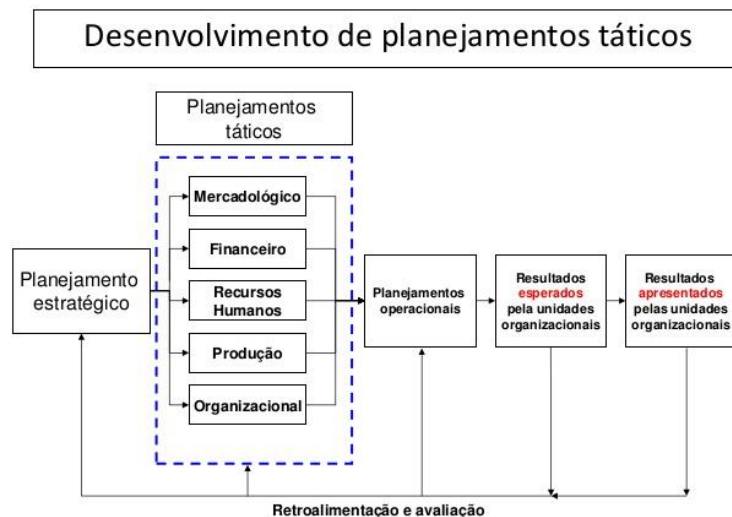 Desenvolvimento de planejamentos táticos
Planejamentos
táticos
Mercadológico
Financeiro
Planejamento
estratégico
Recursos
Humanos
Produção
Organizacional
Planejamentos
operacionais
Resultados
esperados
pela unidades
organizacionais
Resultados
apresentados
pelas unidades
organizacionais
Retroalimentação e avaliação